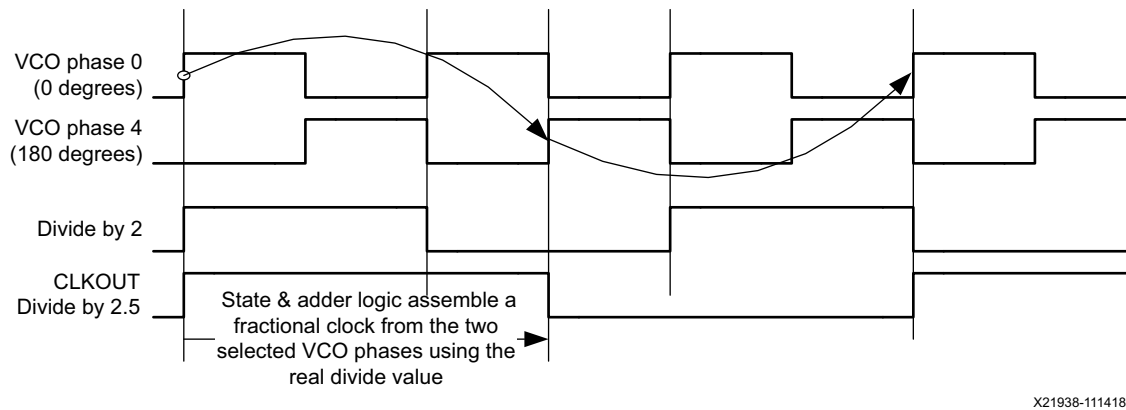 VCO phase 0
(0 degrees)
VCO phase 4
(180 degrees)
Divide by 2
CLKOUT
Divide by 2.5
State & adder logic assemble a
fractional clock from the two
selected VCO phases using the
real divide value
X21938-111418